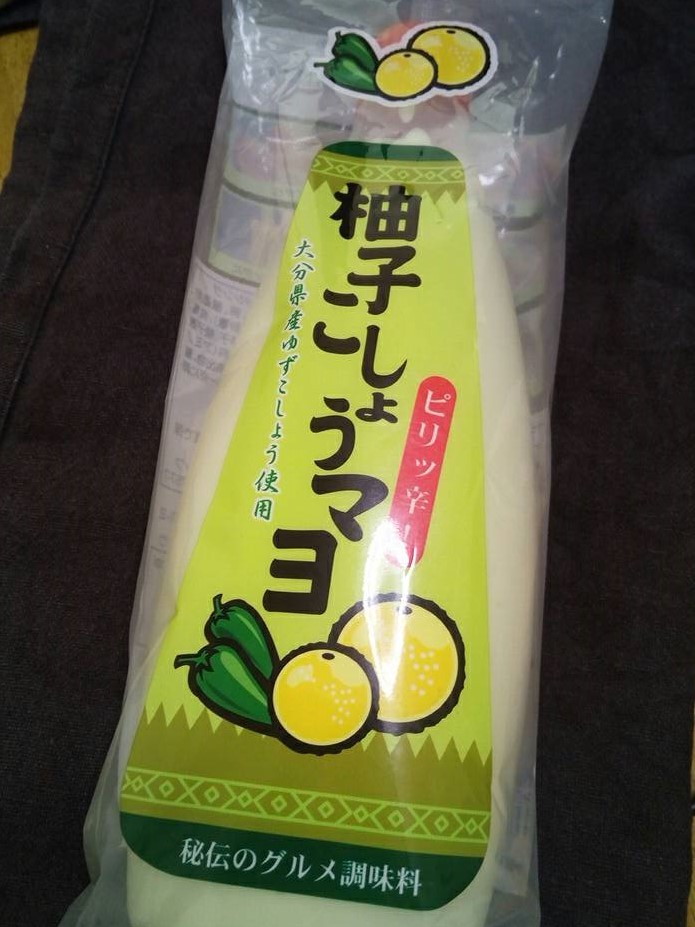 柚子こしょうマヨ
大分県産ゆずこしょう使用
ピリッ辛!
秘伝のグルメ調味料